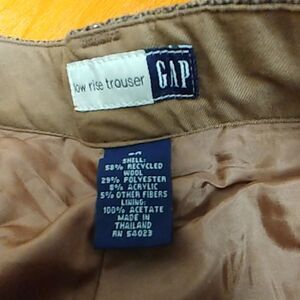 low rise trouser
GAP
SHELL:
58% RECYCLED
WOOL
29% POLYESTER
8% ACRYLIC
5% OTHER FIBERS
LINING:
100% ACETATE
MADE IN
THAILAND
RN 54023